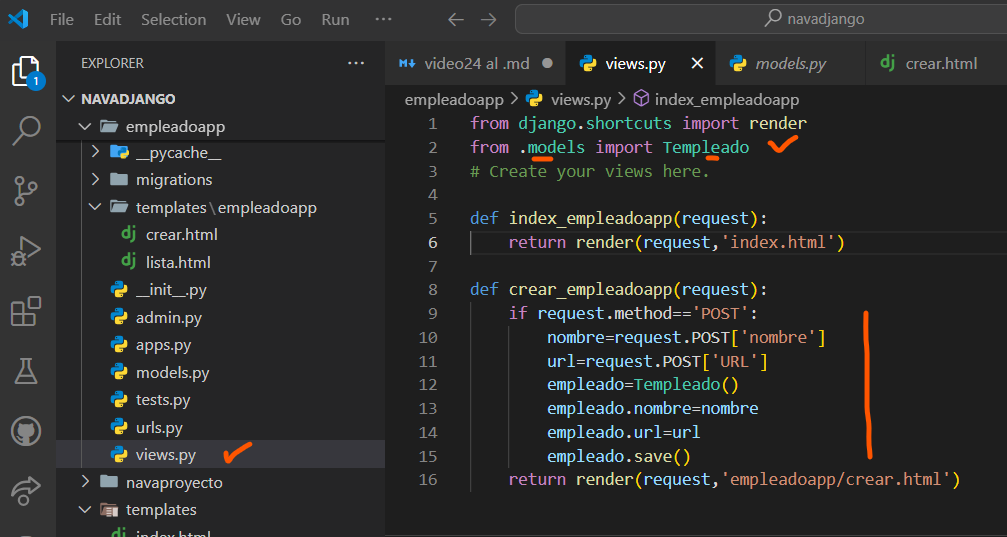 File Edit Selection View Go Run ··· navadjango
EXPLORER ···
video24 al .md
views.py
models.py
crear.html
1
NAVADJANGO
empleadoapp
__pycache__
migrations
templates\empleadoapp
crear.html
lista.html
__init__.py
admin.py
apps.py
models.py
tests.py
urls.py
views.py
navaproyecto
templates
index.html
empleadoapp > views.py > index_empleadoapp
1 from django.shortcuts import render
2 from .models import Templeado
3 # Create your views here.
4
5 def index_empleadoapp(request):
6     return render(request,'index.html')
7
8 def crear_empleadoapp(request):
9     if request.method=='POST':
10         nombre=request.POST['nombre']
11         url=request.POST['URL']
12         empleado=Templeado()
13         empleado.nombre=nombre
14         empleado.url=url
15         empleado.save()
16     return render(request,'empleadoapp/crear.html')